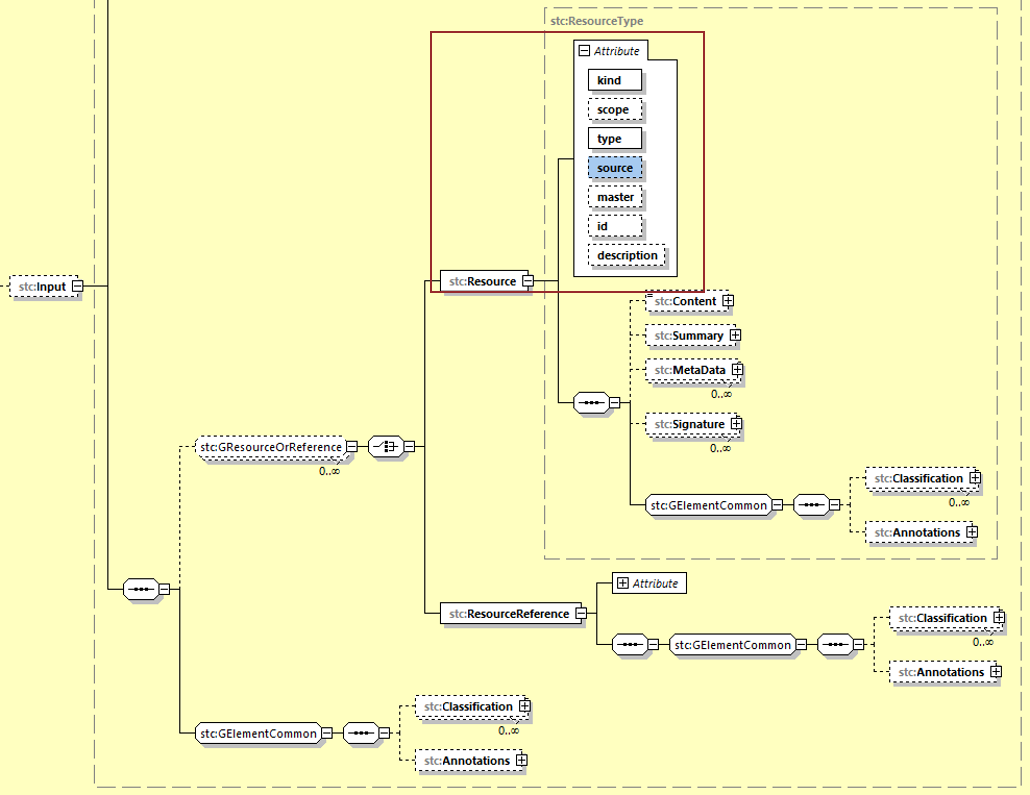 stc:ResourceType
Attribute
kind
scope
type
source
master
id
description
stc:Input
stc:Resource
stc:Content
stc:Summary
stc:MetaData
0..∞
stc:Signature
0..∞
stc:GResourceOrReference
0..∞
stc:GElementCommon
stc:Classification
0..∞
stc:Annotations
Attribute
stc:ResourceReference
stc:GElementCommon
stc:Classification
0..∞
stc:Annotations
stc:GElementCommon
stc:Classification
0..∞
stc:Annotations